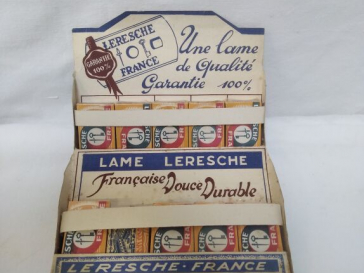 LERESCHE
FRANCE
GARANTIE
100%
Une lame
de Qualité
Garantie 100%
LAME LERESCHE
Française Douce Durable
LERESCHE · FRANCE